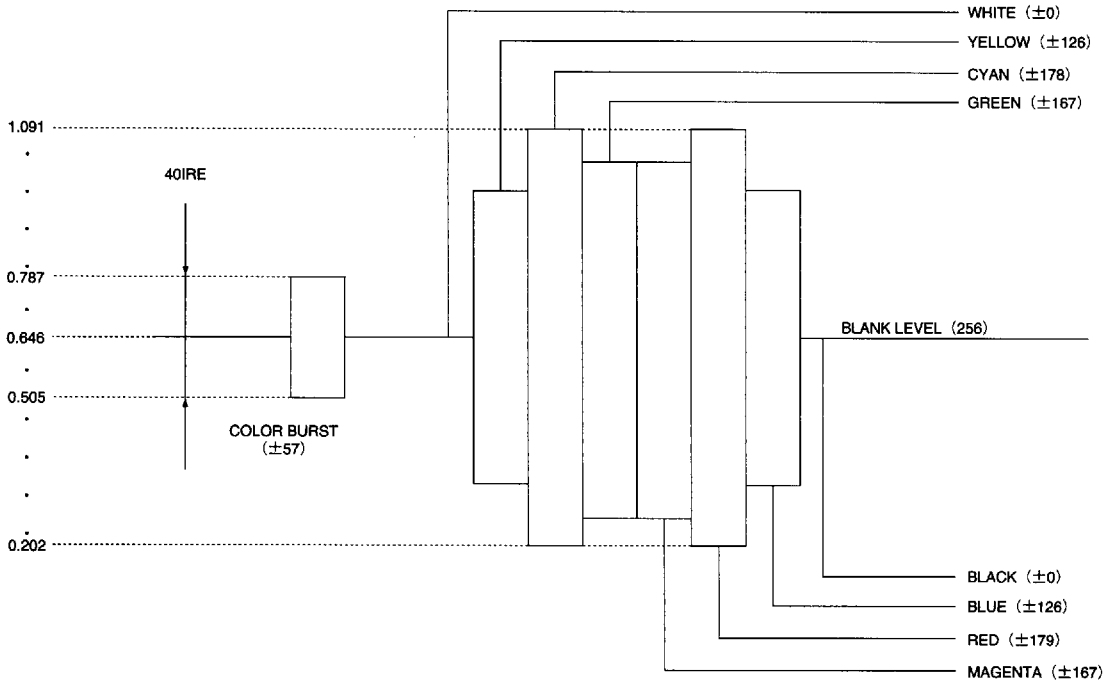 WHITE (±0)
YELLOW (±126)
CYAN (±178)
GREEN (±167)
1.091
40IRE
0.787
0.646
BLANK LEVEL (256)
0.505
COLOR BURST
(±57)
0.202
BLACK (±0)
BLUE (±126)
RED (±179)
MAGENTA (±167)